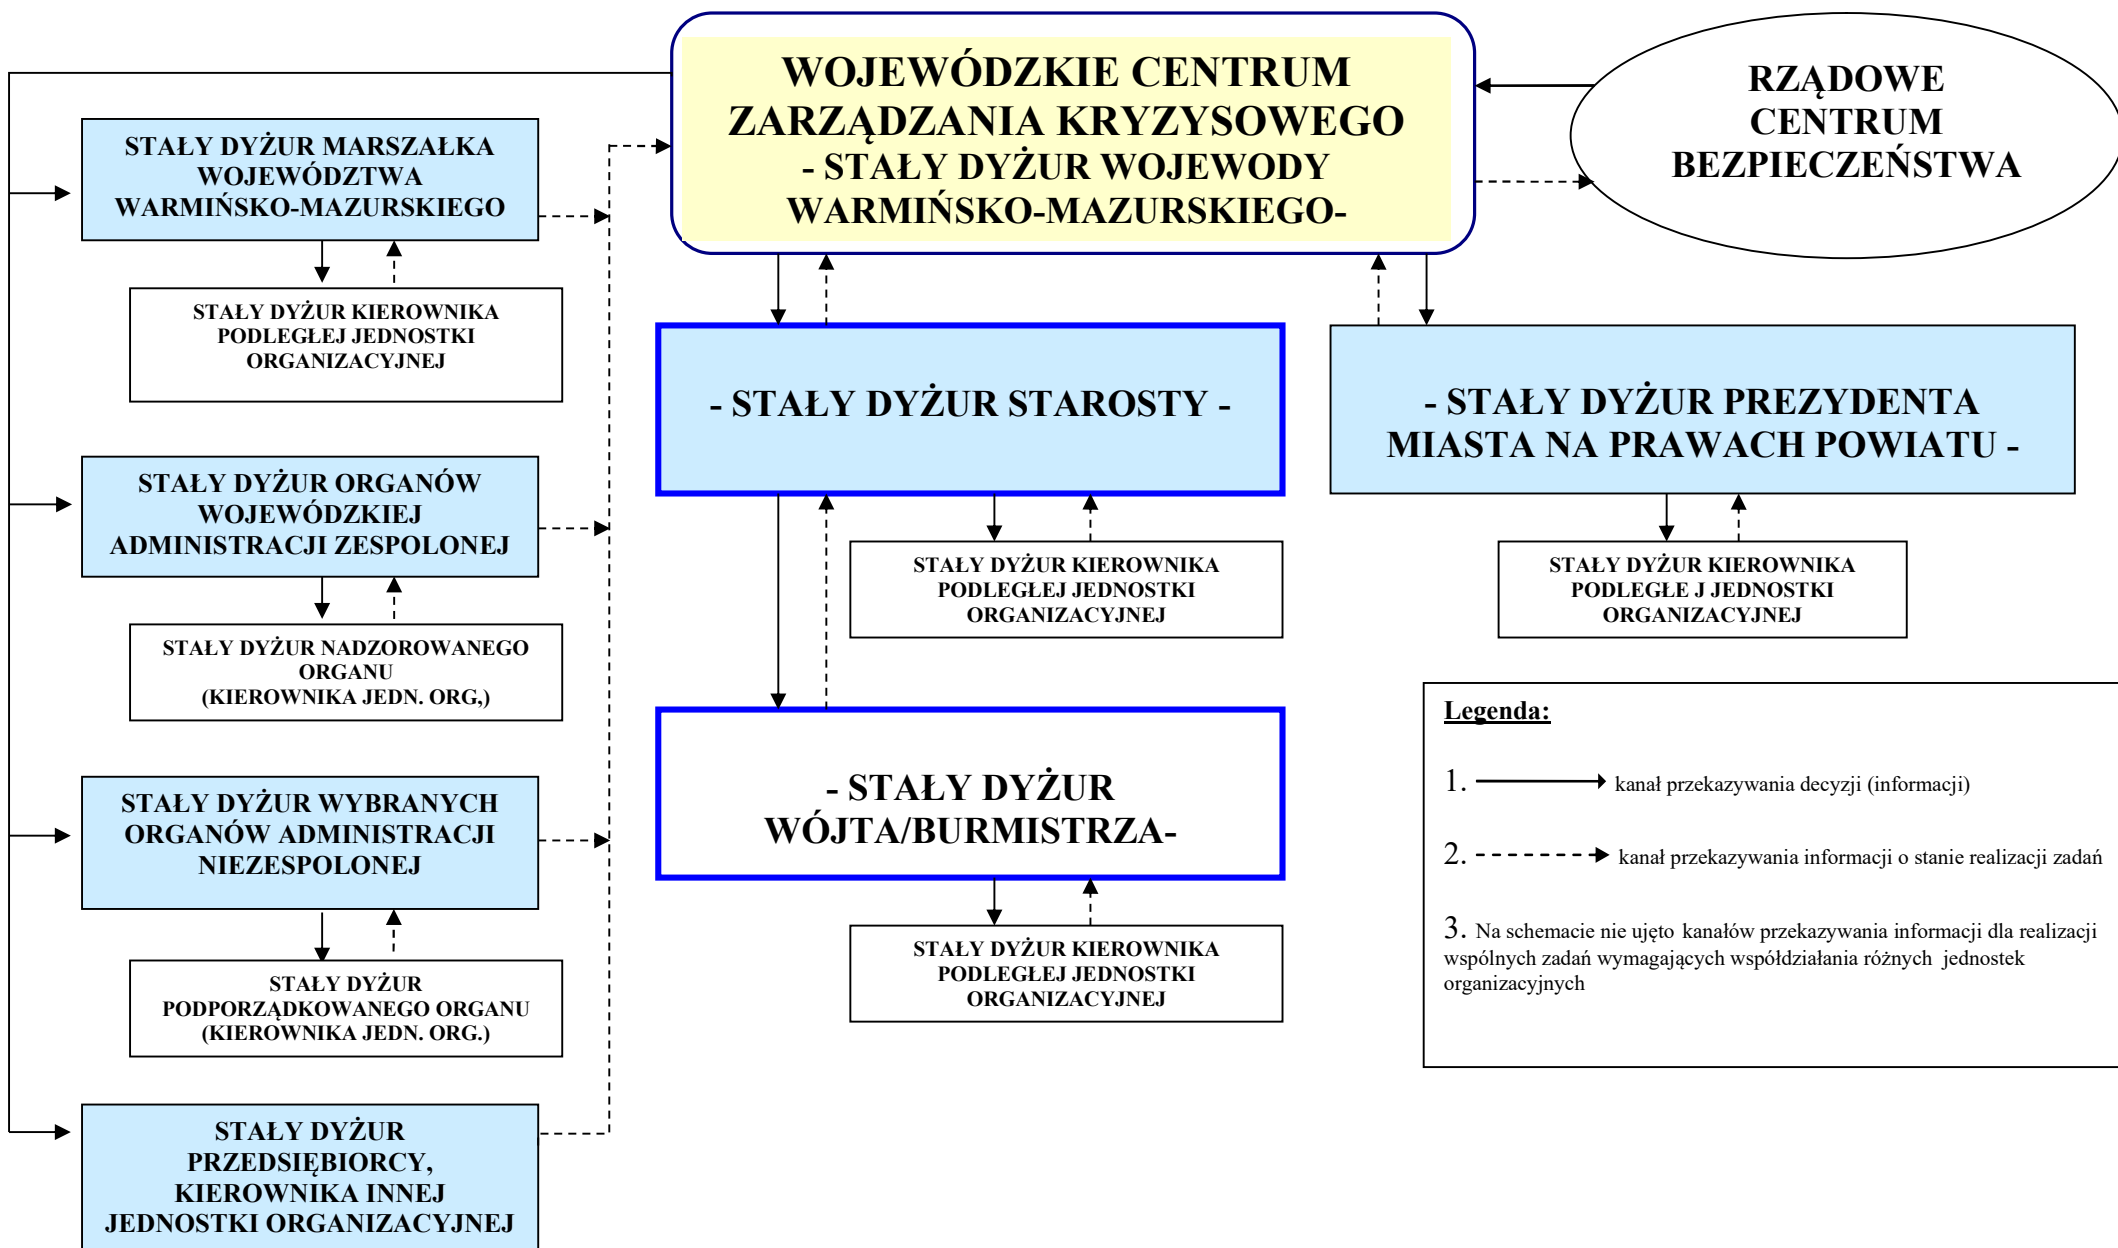 WOJEWÓDZKIE CENTRUM
ZARZĄDZANIA KRYZYSOWEGO
- STAŁY DYŻUR WOJEWODY
WARMIŃSKO-MAZURSKIEGO-
RZĄDOWE
CENTRUM
BEZPIECZEŃSTWA
STAŁY DYŻUR MARSZAŁKA
WOJEWÓDZTWA
WARMIŃSKO-MAZURSKIEGO
STAŁY DYŻUR KIEROWNIKA
PODLEGŁEJ JEDNOSTKI
ORGANIZACYJNEJ
STAŁY DYŻUR ORGANÓW
WOJEWÓDZKIEJ
ADMINISTRACJI ZESPOLONEJ
STAŁY DYŻUR NADZOROWANEGO
ORGANU
(KIEROWNIKA JEDN. ORG,)
STAŁY DYŻUR WYBRANYCH
ORGANÓW ADMINISTRACJI
NIEZESPOLONEJ
STAŁY DYŻUR
PODPORZĄDKOWANEGO ORGANU
(KIEROWNIKA JEDN. ORG.)
STAŁY DYŻUR
PRZEDSIĘBIORCY,
KIEROWNIKA INNEJ
JEDNOSTKI ORGANIZACYJNEJ
- STAŁY DYŻUR STAROSTY -
STAŁY DYŻUR KIEROWNIKA
PODLEGŁEJ JEDNOSTKI
ORGANIZACYJNEJ
- STAŁY DYŻUR
WÓJTA/BURMISTRZA-
STAŁY DYŻUR KIEROWNIKA
PODLEGŁEJ JEDNOSTKI
ORGANIZACYJNEJ
- STAŁY DYŻUR PREZYDENTA
MIASTA NA PRAWACH POWIATU -
STAŁY DYŻUR KIEROWNIKA
PODLEGŁE J JEDNOSTKI
ORGANIZACYJNEJ
Legenda:
1. kanał przekazywania decyzji (informacji)
2. kanał przekazywania informacji o stanie realizacji zadań
3. Na schemacie nie ujęto kanałów przekazywania informacji dla realizacji
wspólnych zadań wymagających współdziałania różnych jednostek
organizacyjnych